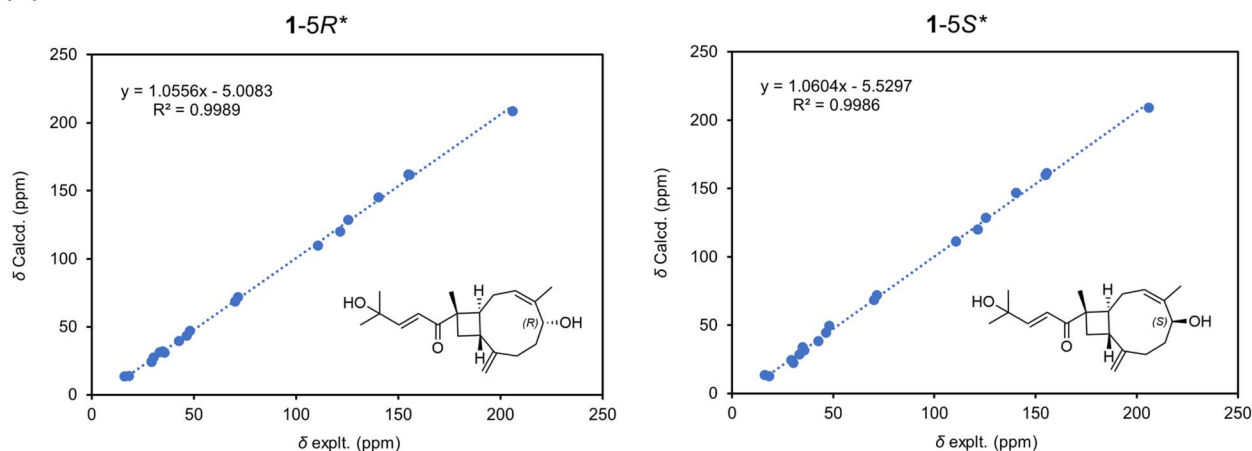 1-5R*
250
200
150
100
50
0
0 50 100 150 200 250
δ Calcd. (ppm)
δ explt. (ppm)
y = 1.0556x - 5.0083
R² = 0.9989
HO
O
H
H
(R)
OH
1-5S*
250
200
150
100
50
0
0 50 100 150 200 250
δ Calcd. (ppm)
δ explt. (ppm)
y = 1.0604x - 5.5297
R² = 0.9986
HO
O
H
H
(S)
OH